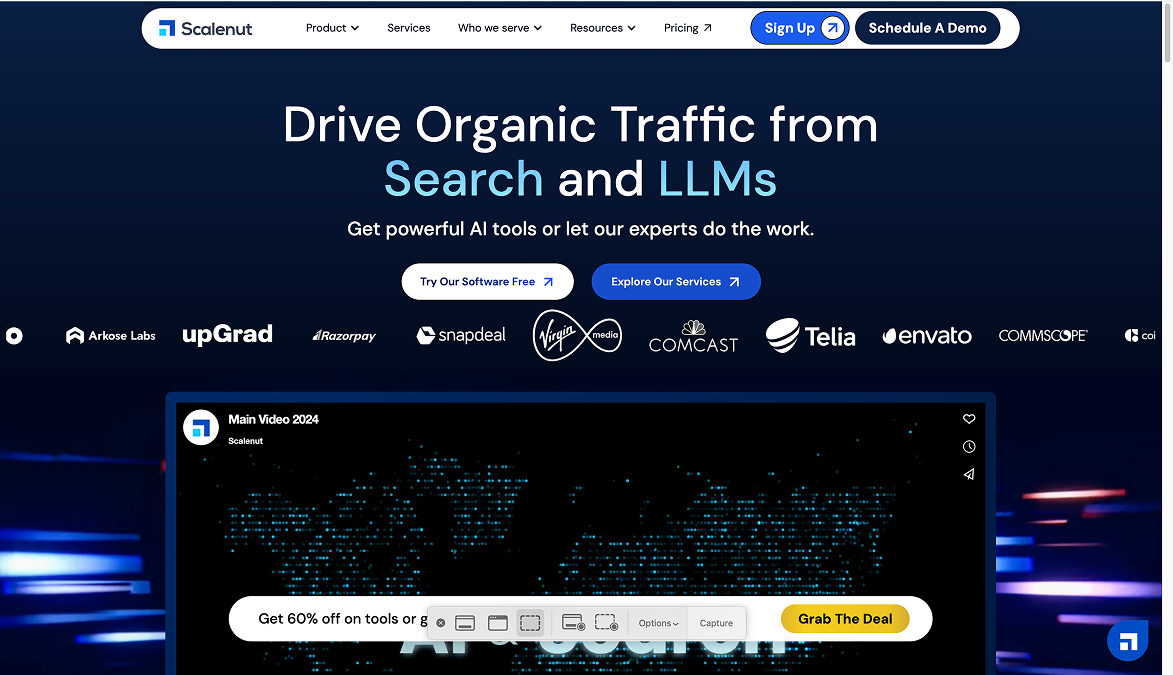 Scalenut
Product
Services
Who we serve
Resources
Pricing
Sign Up
Schedule A Demo
Drive Organic Traffic from
Search and LLMs
Get powerful AI tools or let our experts do the work.
Try Our Software Free
Explore Our Services
Arkose Labs
upGrad
Razorpay
snapdeal
Virgin media
COMCAST
Telia
envato
COMMSCOPE
coi
Main Video 2024
Scalenut
Get 60% off on tools or g
Options
Capture
Grab The Deal
AI & Search